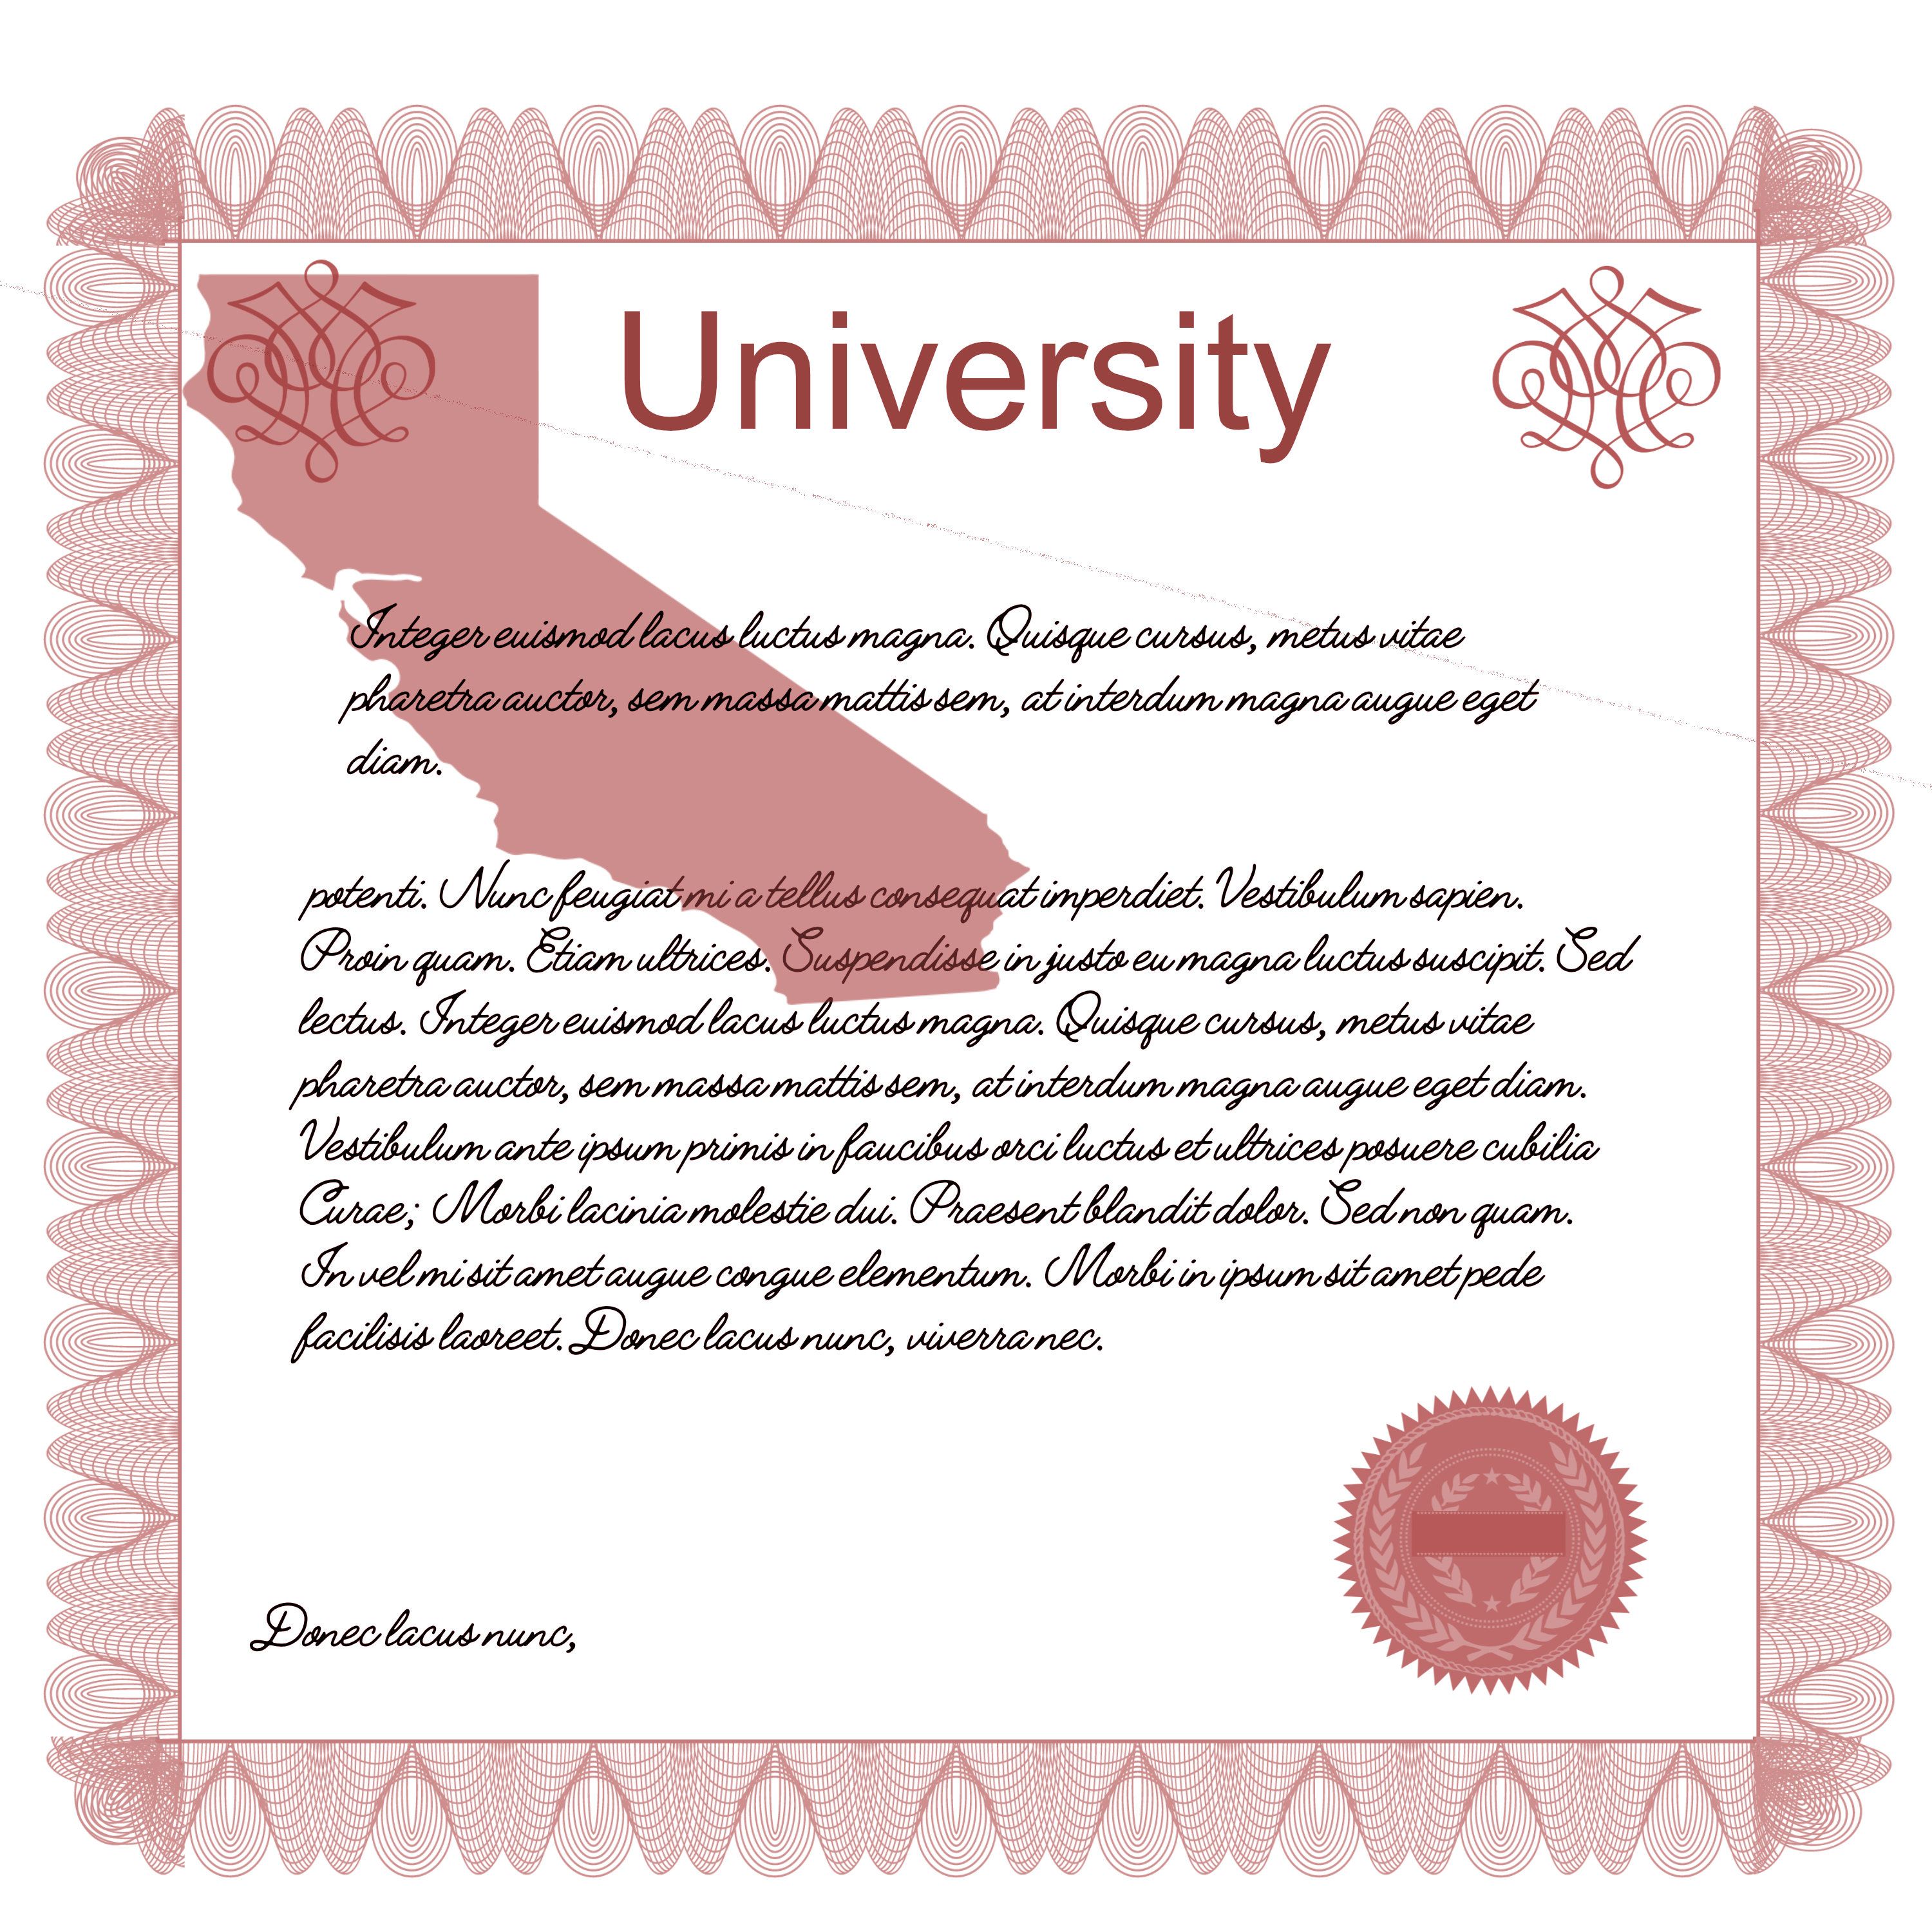 University
Integer euismod lacus luctus magna. Quisque cursus, metus vitae
pharetra auctor, sem massa mattis sem, at interdum magna augue eget
diam.
potenti. Nunc feugiat mi a tellus consequat imperdiet. Vestibulum sapien.
Proin quam. Etiam ultrices. Suspendisse in justo eu magna luctus suscipit. Sed
lectus. Integer euismod lacus luctus magna. Quisque cursus, metus vitae
pharetra auctor, sem massa mattis sem, at interdum magna augue eget diam.
Vestibulum ante ipsum primis in faucibus orci luctus et ultrices posuere cubilia
Curae; Morbi lacinia molestie dui. Praesent blandit dolor. Sed non quam.
In vel mi sit amet augue congue elementum. Morbi in ipsum sit amet pede
facilisis laoreet. Donec lacus nunc, viverra nec.
Donec lacus nunc,